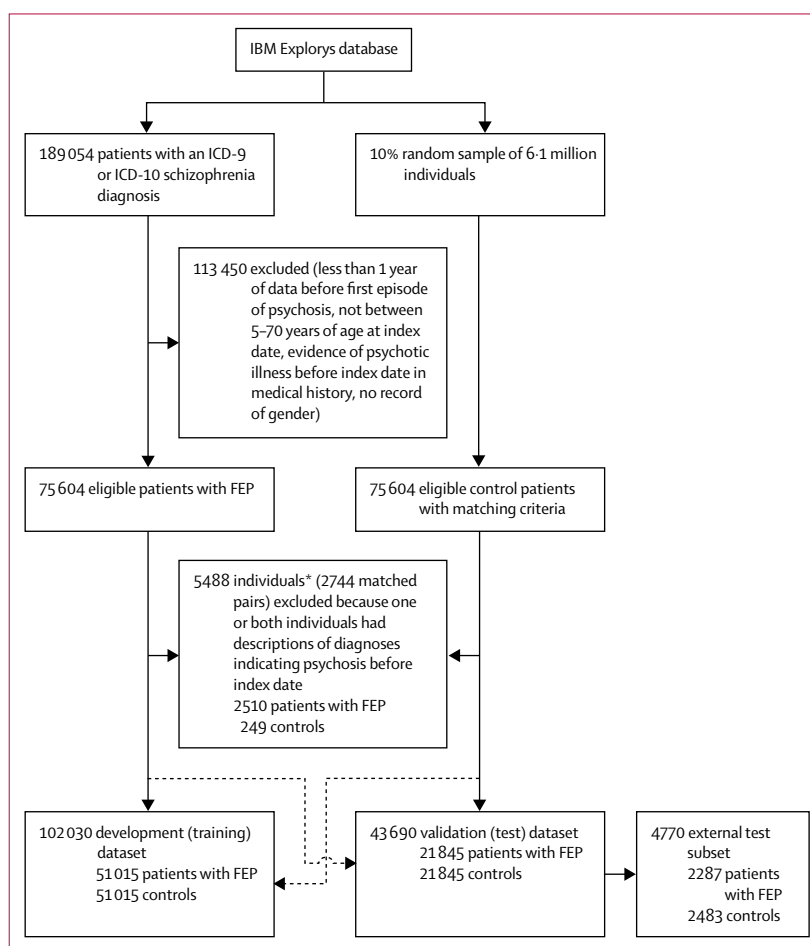 IBM Explorys database
189 054 patients with an ICD-9
or ICD-10 schizophrenia
diagnosis
10% random sample of 6·1 million
individuals
113 450 excluded (less than 1 year
of data before first episode
of psychosis, not between
5–70 years of age at index
date, evidence of psychotic
illness before index date in
medical history, no record
of gender)
75 604 eligible patients with FEP
75 604 eligible control patients
with matching criteria
5488 individuals* (2744 matched
pairs) excluded because one
or both individuals had
descriptions of diagnoses
indicating psychosis before
index date
2510 patients with FEP
249 controls
102 030 development (training)
dataset
51 015 patients with FEP
51 015 controls
43 690 validation (test) dataset
21 845 patients with FEP
21 845 controls
4770 external test
subset
2287 patients
with FEP
2483 controls